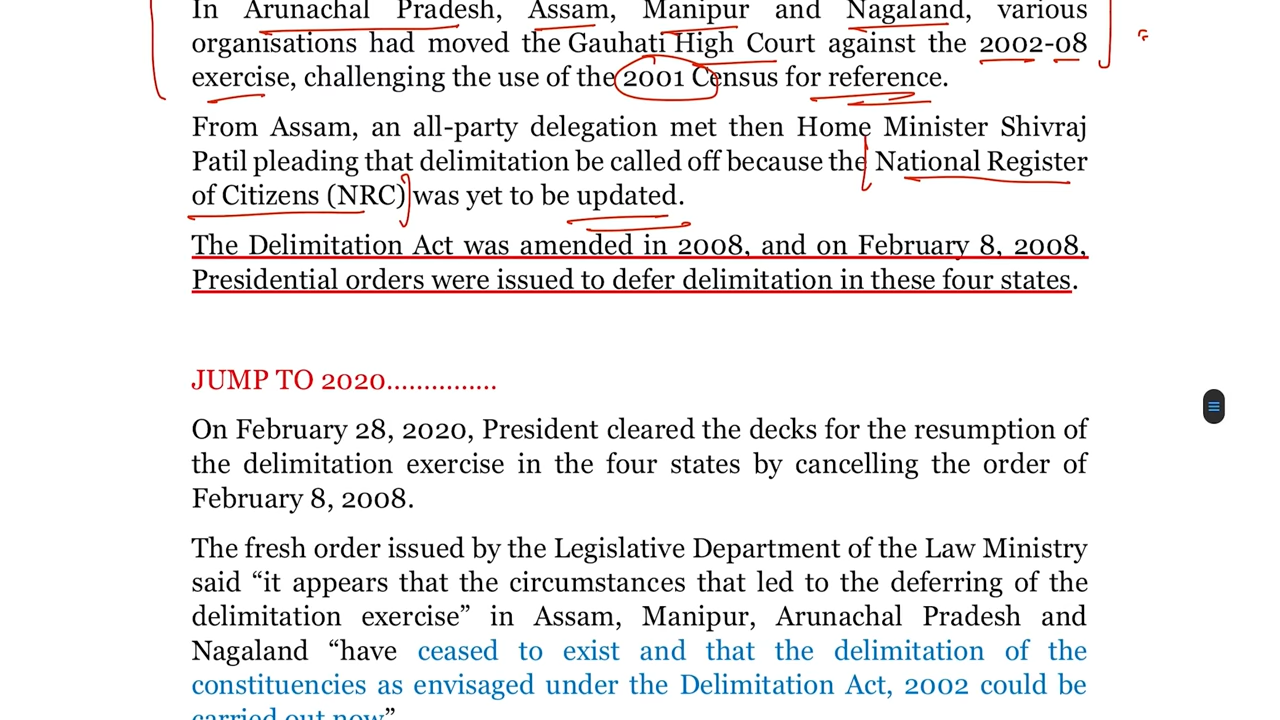 In Arunachal Pradesh, Assam, Manipur and Nagaland, various
organisations had moved the Gauhati High Court against the 2002-08
exercise, challenging the use of the 2001 Census for reference.
From Assam, an all-party delegation met then Home Minister Shivraj
Patil pleading that delimitation be called off because the National Register
of Citizens (NRC) was yet to be updated.
The Delimitation Act was amended in 2008, and on February 8, 2008,
Presidential orders were issued to defer delimitation in these four states.
JUMP TO 2020...............
On February 28, 2020, President cleared the decks for the resumption of
the delimitation exercise in the four states by cancelling the order of
February 8, 2008.
The fresh order issued by the Legislative Department of the Law Ministry
said “it appears that the circumstances that led to the deferring of the
delimitation exercise” in Assam, Manipur, Arunachal Pradesh and
Nagaland “have ceased to exist and that the delimitation of the
constituencies as envisaged under the Delimitation Act, 2002 could be
carried out now”